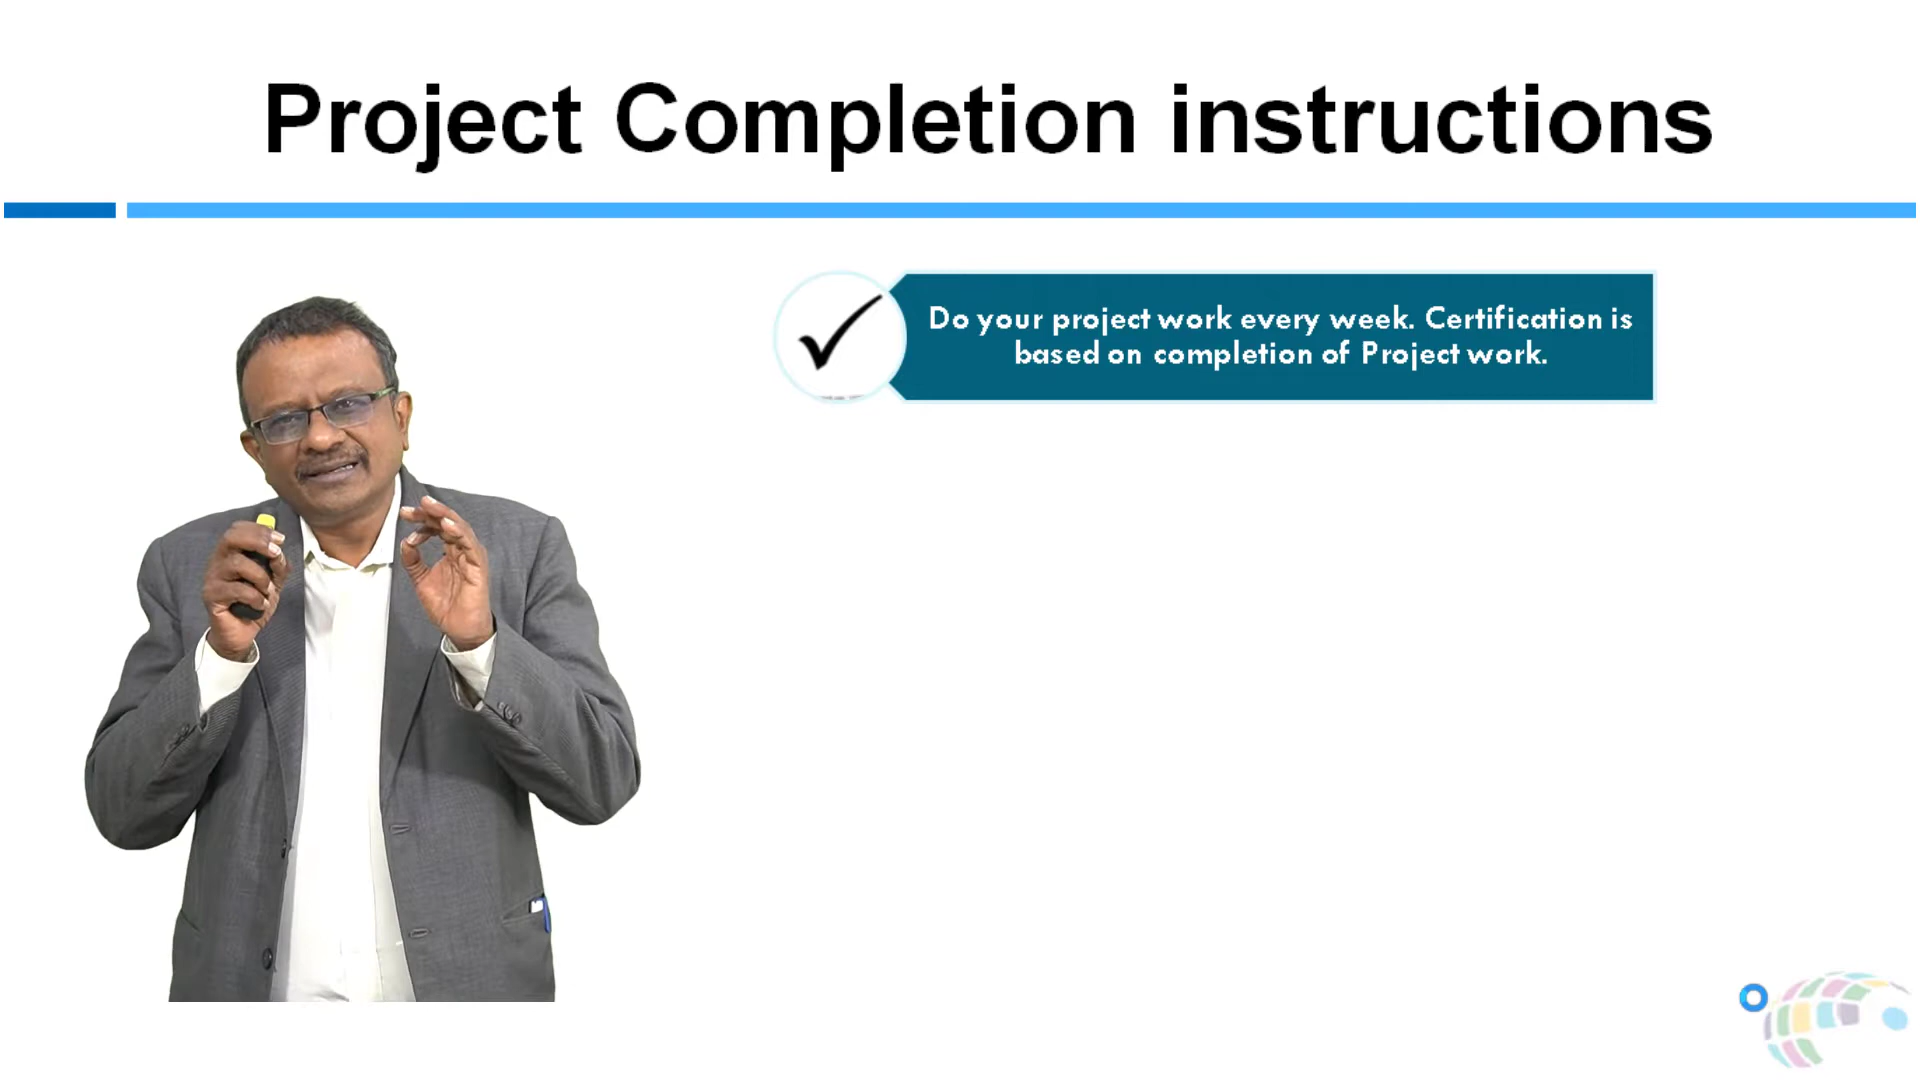 Project Completion instructions
Do your project work every week. Certification is
based on completion of Project work.